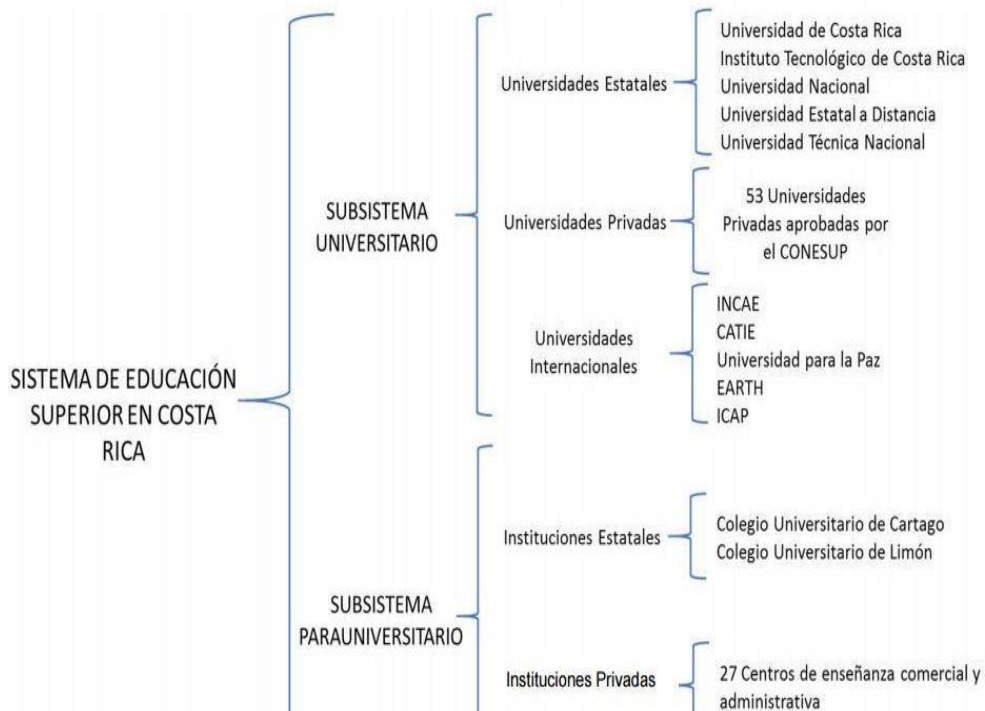 SISTEMA DE EDUCACIÓN
SUPERIOR EN COSTA
RICA
SUBSISTEMA
UNIVERSITARIO
Universidades Estatales
Universidad de Costa Rica
Instituto Tecnológico de Costa Rica
Universidad Nacional
Universidad Estatal a Distancia
Universidad Técnica Nacional
Universidades Privadas
53 Universidades
Privadas aprobadas por
el CONESUP
Universidades
Internacionales
INCAE
CATIE
Universidad para la Paz
EARTH
ICAP
SUBSISTEMA
PARAUNIVERSITARIO
Instituciones Estatales
Colegio Universitario de Cartago
Colegio Universitario de Limón
Instituciones Privadas
27 Centros de enseñanza comercial y
administrativa